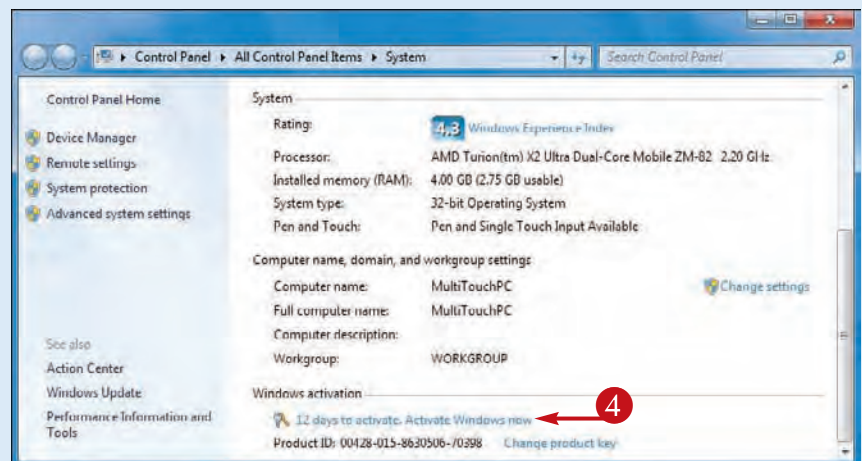 Control Panel ▸ All Control Panel Items ▸ System
Search Control Panel
Control Panel Home
Device Manager
Remote settings
System protection
Advanced system settings
See also
Action Center
Windows Update
Performance Information and
Tools
System
Rating:
4,3 Windows Experience Index
Processor: AMD Turion(tm) X2 Ultra Dual-Core Mobile ZM-82 2.20 GHz
Installed memory (RAM): 4.00 GB (2.75 GB usable)
System type: 32-bit Operating System
Pen and Touch: Pen and Single Touch Input Available
Computer name, domain, and workgroup settings
Computer name: MultiTouchPC
Change settings
Full computer name: MultiTouchPC
Computer description:
Workgroup: WORKGROUP
Windows activation
12 days to activate. Activate Windows now
4
Product ID: 00428-015-8630506-70398 Change product key